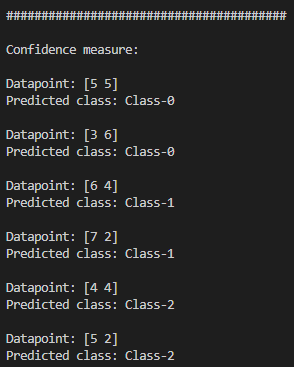 ########################################
Confidence measure:
Datapoint: [5 5]
Predicted class: Class-0
Datapoint: [3 6]
Predicted class: Class-0
Datapoint: [6 4]
Predicted class: Class-1
Datapoint: [7 2]
Predicted class: Class-1
Datapoint: [4 4]
Predicted class: Class-2
Datapoint: [5 2]
Predicted class: Class-2